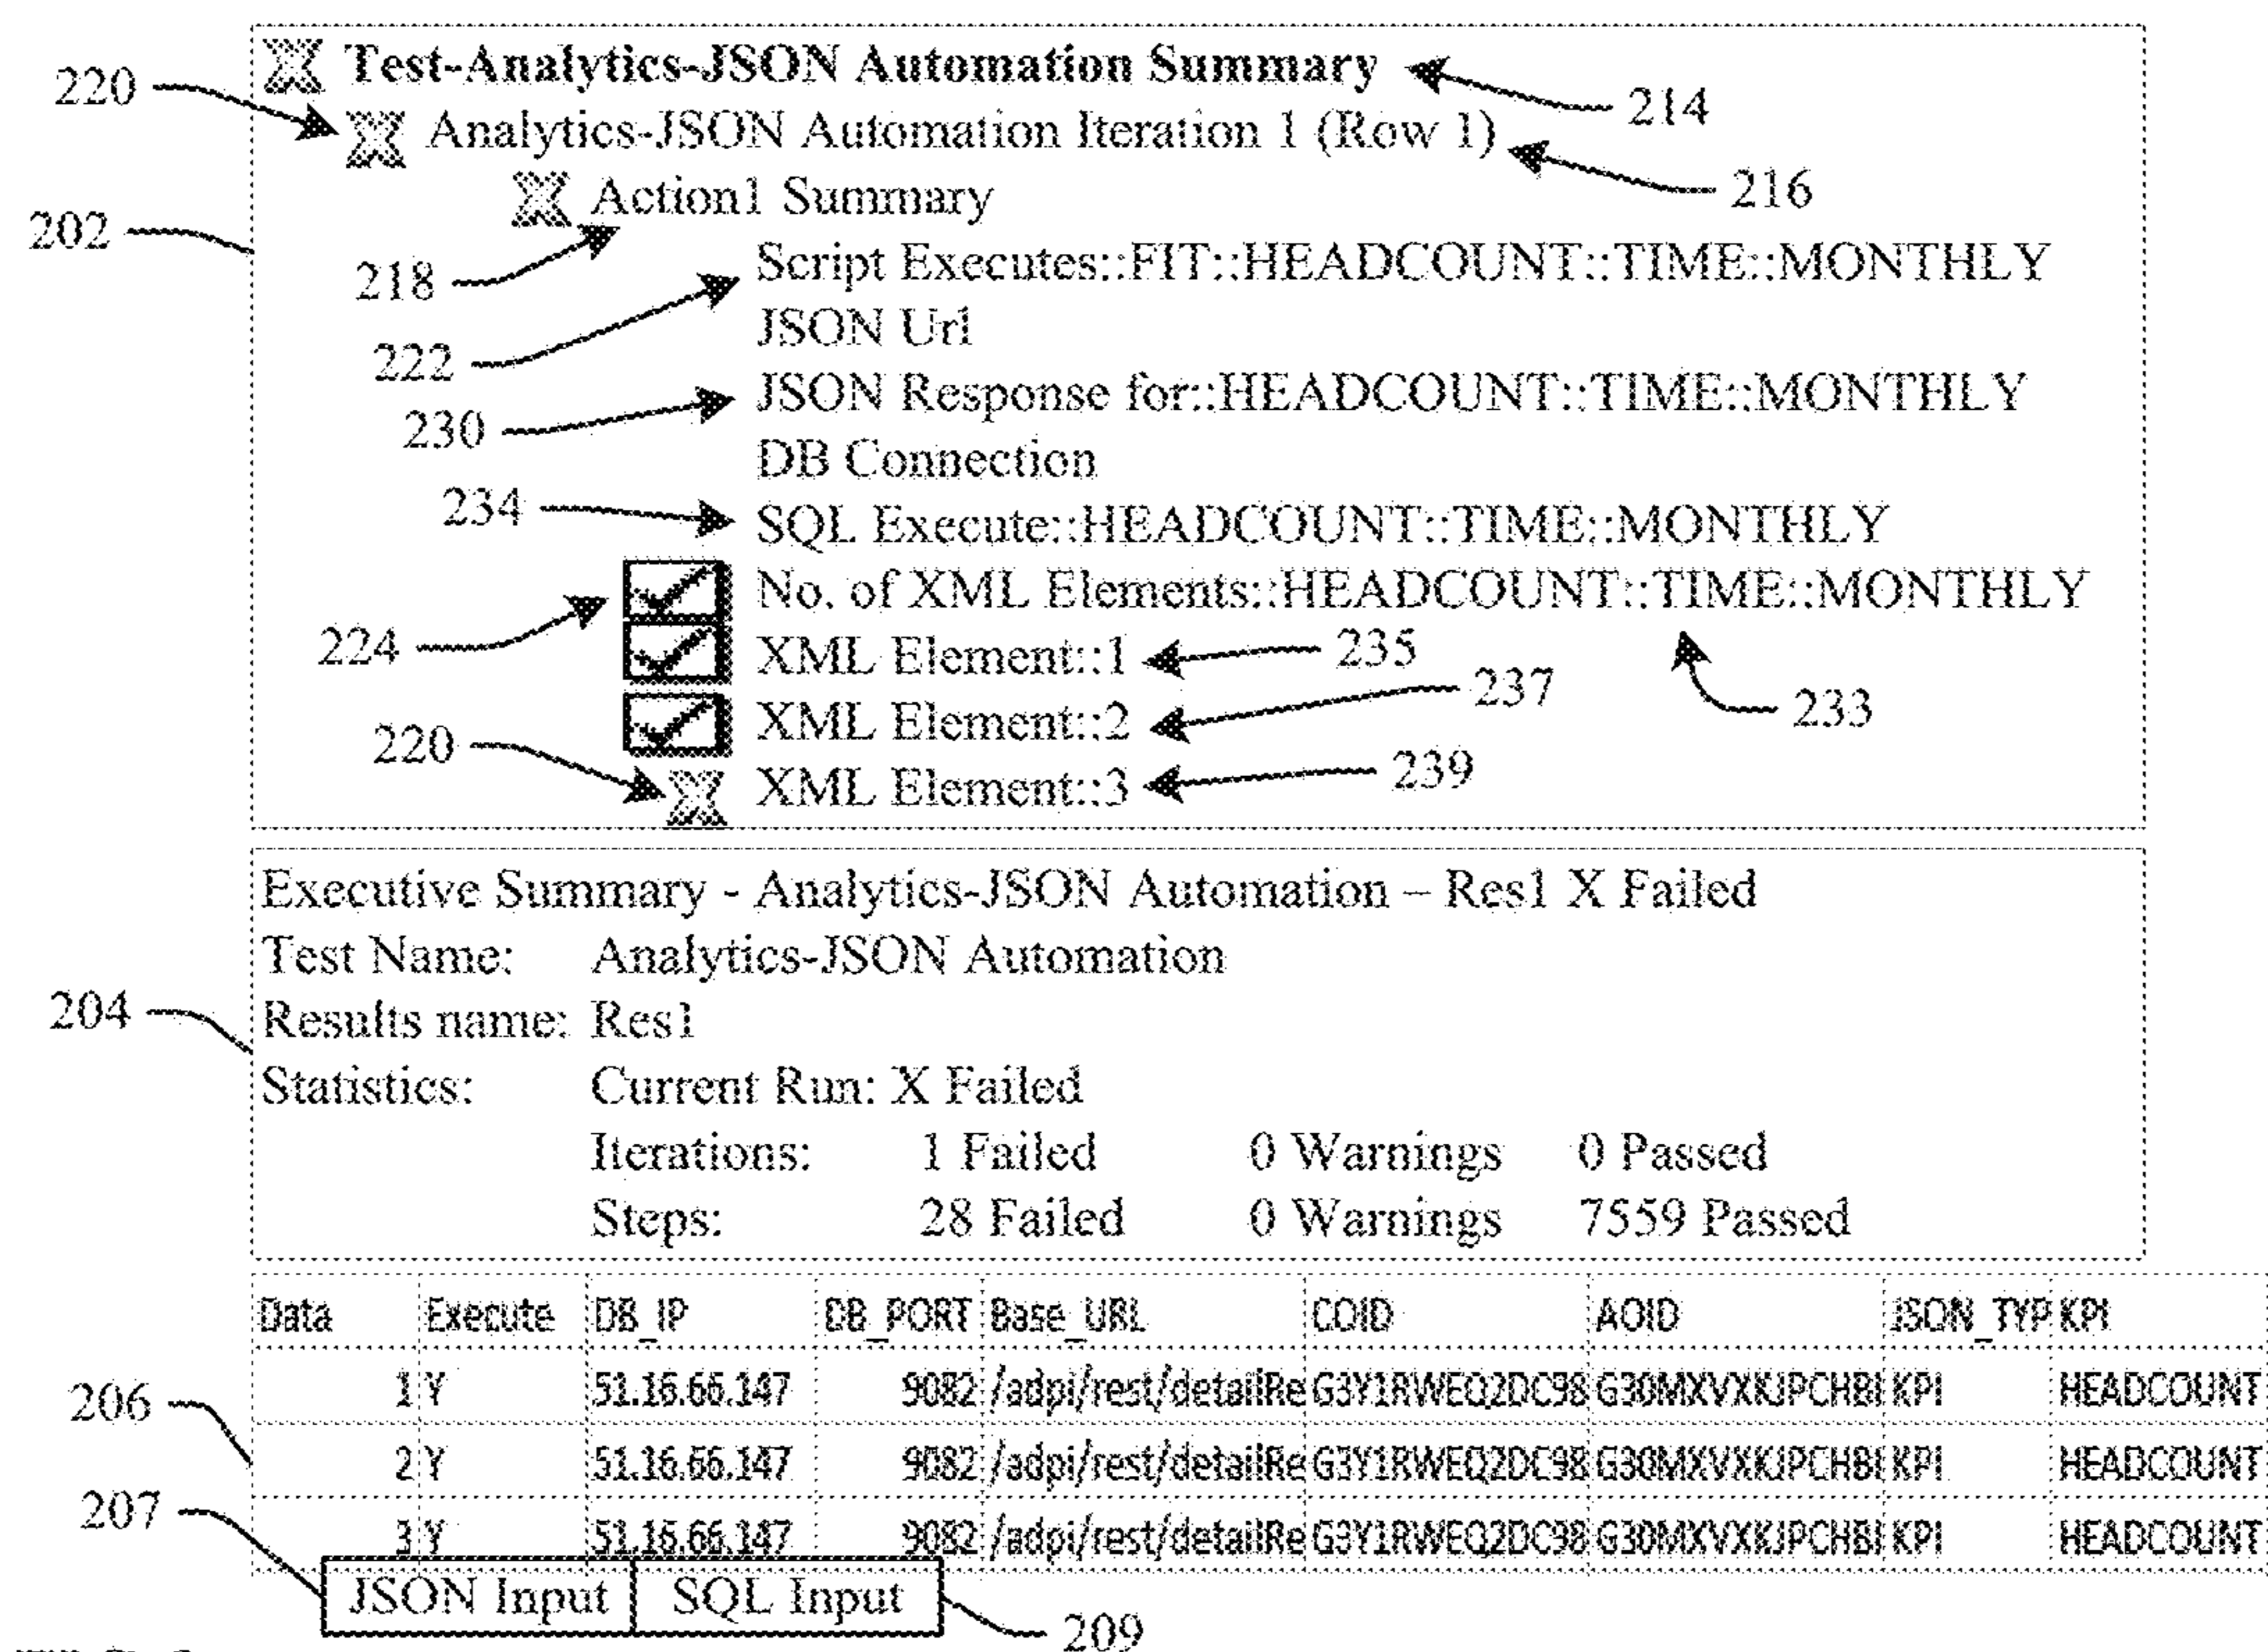 Test-Analytics-JSON Automation Summary
220
214
Analytics-JSON Automation Iteration 1 (Row 1)
216
Action1 Summary
202
218
Script Executes::FIT::HEADCOUNT::TIME::MONTHLY
JSON Url
222
JSON Response for::HEADCOUNT::TIME::MONTHLY
230
DB Connection
234
SQL Execute::HEADCOUNT::TIME::MONTHLY
No. of XML Elements::HEADCOUNT::TIME::MONTHLY
224
XML Element::1
235
237
XML Element::2
233
220
XML Element::3
239
Executive Summary - Analytics-JSON Automation – Res1 X Failed
Test Name: Analytics-JSON Automation
204
Results name: Res1
Statistics: Current Run: X Failed
Iterations: 1 Failed 0 Warnings 0 Passed
Steps: 28 Failed 0 Warnings 7559 Passed
Data Execute DB_IP DB_PORT Base_URL COID AOID JSON_TYP KPI
1 Y 51.16.66.147 9082 /adpi/rest/detailRe G3Y1RWEQ2DC98 G30MXVXKJPCHBI KPI HEADCOUNT
206
2 Y 51.16.66.147 9082 /adpi/rest/detailRe G3Y1RWEQ2DC98 G30MXVXKJPCHBI KPI HEADCOUNT
207
3 Y 51.16.66.147 9082 /adpi/rest/detailRe G3Y1RWEQ2DC98 G30MXVXKJPCHBI KPI HEADCOUNT
JSON Input SQL Input
209